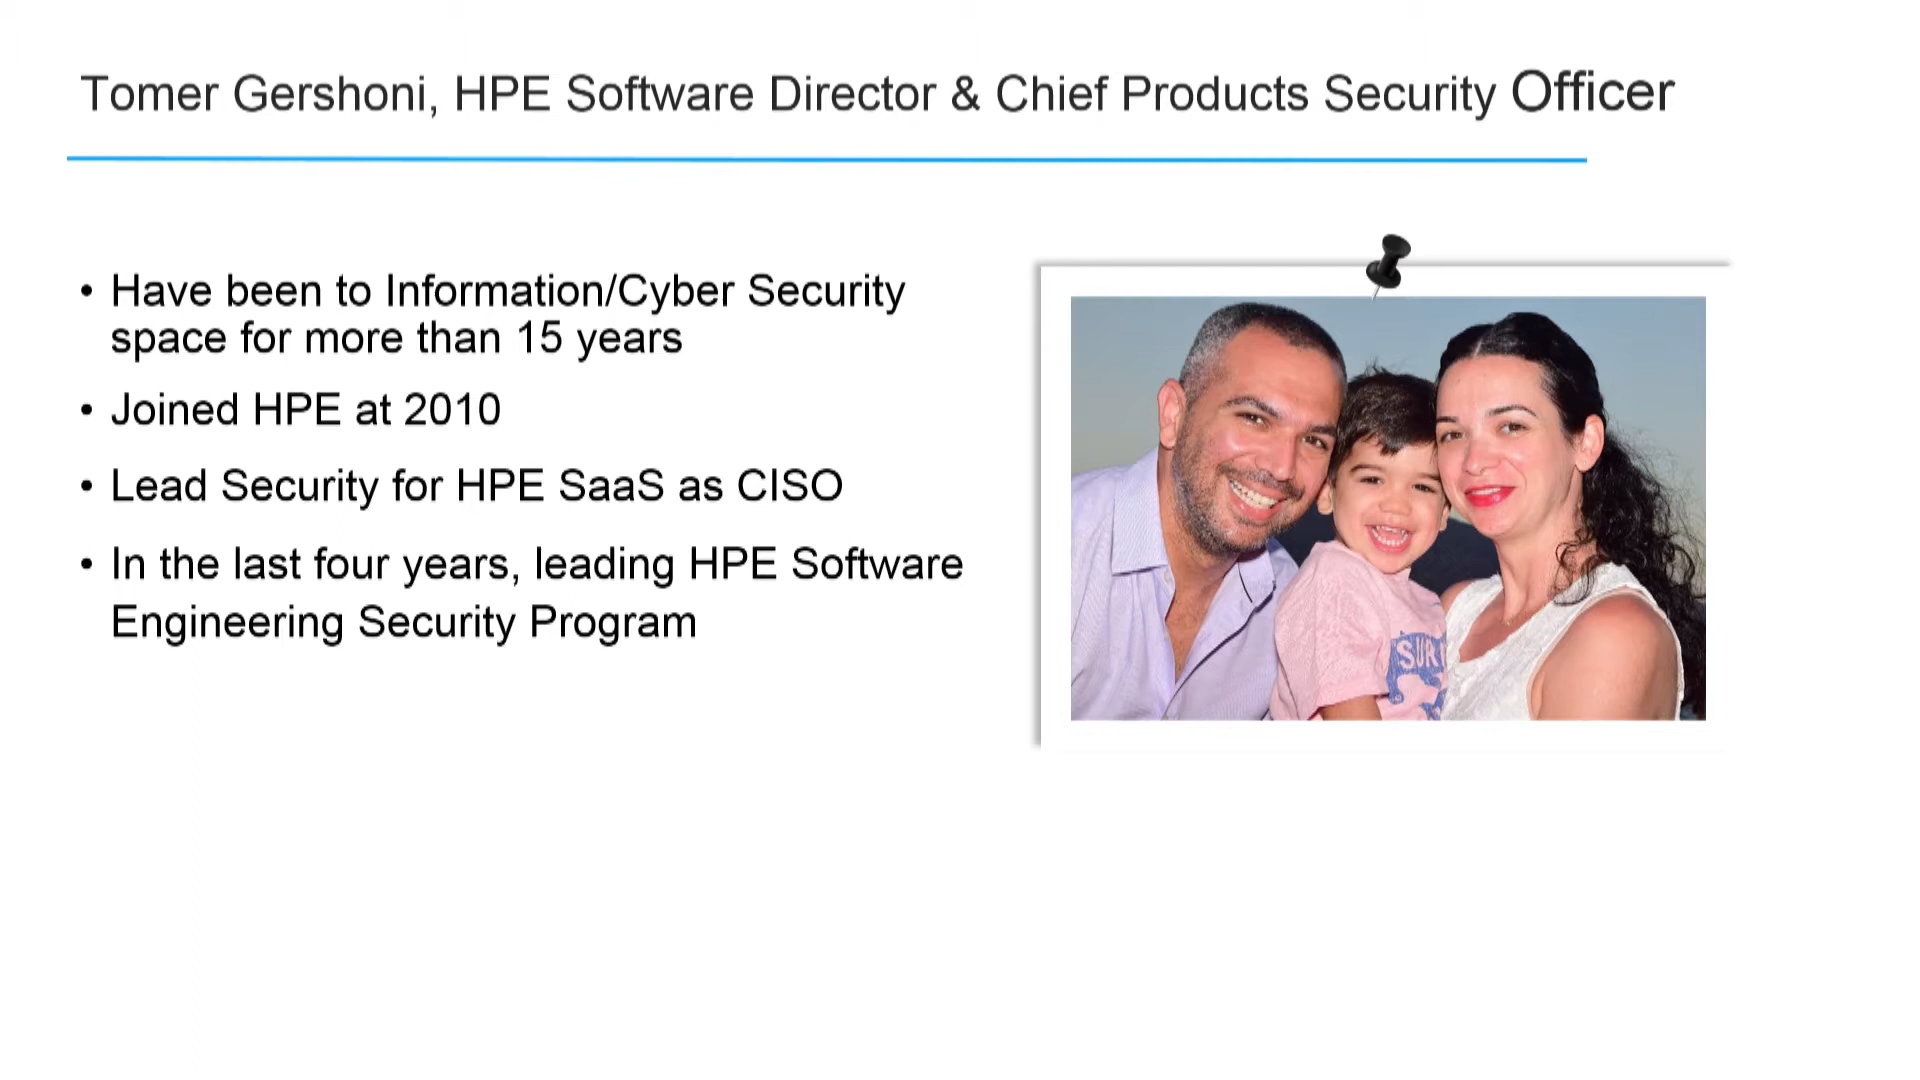 Tomer Gershoni, HPE Software Director & Chief Products Security Officer
• Have been to Information/Cyber Security
space for more than 15 years
• Joined HPE at 2010
• Lead Security for HPE SaaS as CISO
• In the last four years, leading HPE Software
Engineering Security Program
SURF